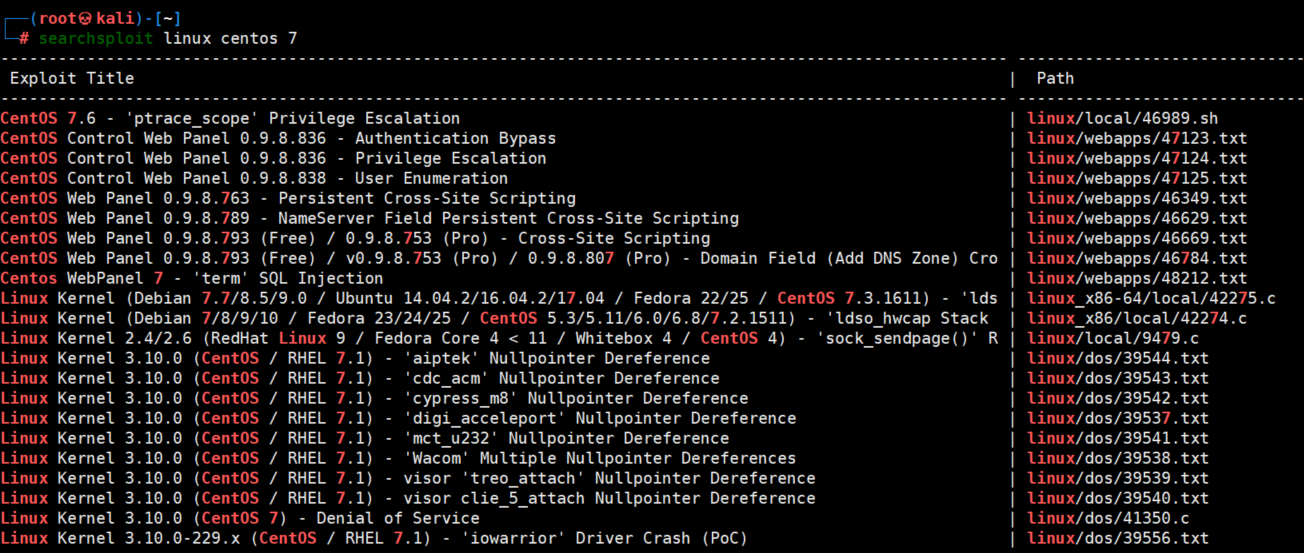 ┌──(root㉿kali)-[~]
└─# searchsploit linux centos 7
---------------------------------------------------------------------------------------------------------- ------------------------------
 Exploit Title | Path
---------------------------------------------------------------------------------------------------------- ------------------------------
CentOS 7.6 - 'ptrace_scope' Privilege Escalation | linux/local/46989.sh
CentOS Control Web Panel 0.9.8.836 - Authentication Bypass | linux/webapps/47123.txt
CentOS Control Web Panel 0.9.8.836 - Privilege Escalation | linux/webapps/47124.txt
CentOS Control Web Panel 0.9.8.838 - User Enumeration | linux/webapps/47125.txt
CentOS Web Panel 0.9.8.763 - Persistent Cross-Site Scripting | linux/webapps/46349.txt
CentOS Web Panel 0.9.8.789 - NameServer Field Persistent Cross-Site Scripting | linux/webapps/46629.txt
CentOS Web Panel 0.9.8.793 (Free) / 0.9.8.753 (Pro) - Cross-Site Scripting | linux/webapps/46669.txt
CentOS Web Panel 0.9.8.793 (Free) / v0.9.8.753 (Pro) / 0.9.8.807 (Pro) - Domain Field (Add DNS Zone) Cro | linux/webapps/46784.txt
Centos WebPanel 7 - 'term' SQL Injection | linux/webapps/48212.txt
Linux Kernel (Debian 7.7/8.5/9.0 / Ubuntu 14.04.2/16.04.2/17.04 / Fedora 22/25 / CentOS 7.3.1611) - 'lds | linux_x86-64/local/42275.c
Linux Kernel (Debian 7/8/9/10 / Fedora 23/24/25 / CentOS 5.3/5.11/6.0/6.8/7.2.1511) - 'ldso_hwcap Stack | linux_x86/local/42274.c
Linux Kernel 2.4/2.6 (RedHat Linux 9 / Fedora Core 4 < 11 / Whitebox 4 / CentOS 4) - 'sock_sendpage()' R | linux/local/9479.c
Linux Kernel 3.10.0 (CentOS / RHEL 7.1) - 'aiptek' Nullpointer Dereference | linux/dos/39544.txt
Linux Kernel 3.10.0 (CentOS / RHEL 7.1) - 'cdc_acm' Nullpointer Dereference | linux/dos/39543.txt
Linux Kernel 3.10.0 (CentOS / RHEL 7.1) - 'cypress_m8' Nullpointer Dereference | linux/dos/39542.txt
Linux Kernel 3.10.0 (CentOS / RHEL 7.1) - 'digi_acceleport' Nullpointer Dereference | linux/dos/39537.txt
Linux Kernel 3.10.0 (CentOS / RHEL 7.1) - 'mct_u232' Nullpointer Dereference | linux/dos/39541.txt
Linux Kernel 3.10.0 (CentOS / RHEL 7.1) - 'Wacom' Multiple Nullpointer Dereferences | linux/dos/39538.txt
Linux Kernel 3.10.0 (CentOS / RHEL 7.1) - visor 'treo_attach' Nullpointer Dereference | linux/dos/39539.txt
Linux Kernel 3.10.0 (CentOS / RHEL 7.1) - visor clie_5_attach Nullpointer Dereference | linux/dos/39540.txt
Linux Kernel 3.10.0 (CentOS 7) - Denial of Service | linux/dos/41350.c
Linux Kernel 3.10.0-229.x (CentOS / RHEL 7.1) - 'iowarrior' Driver Crash (PoC) | linux/dos/39556.txt